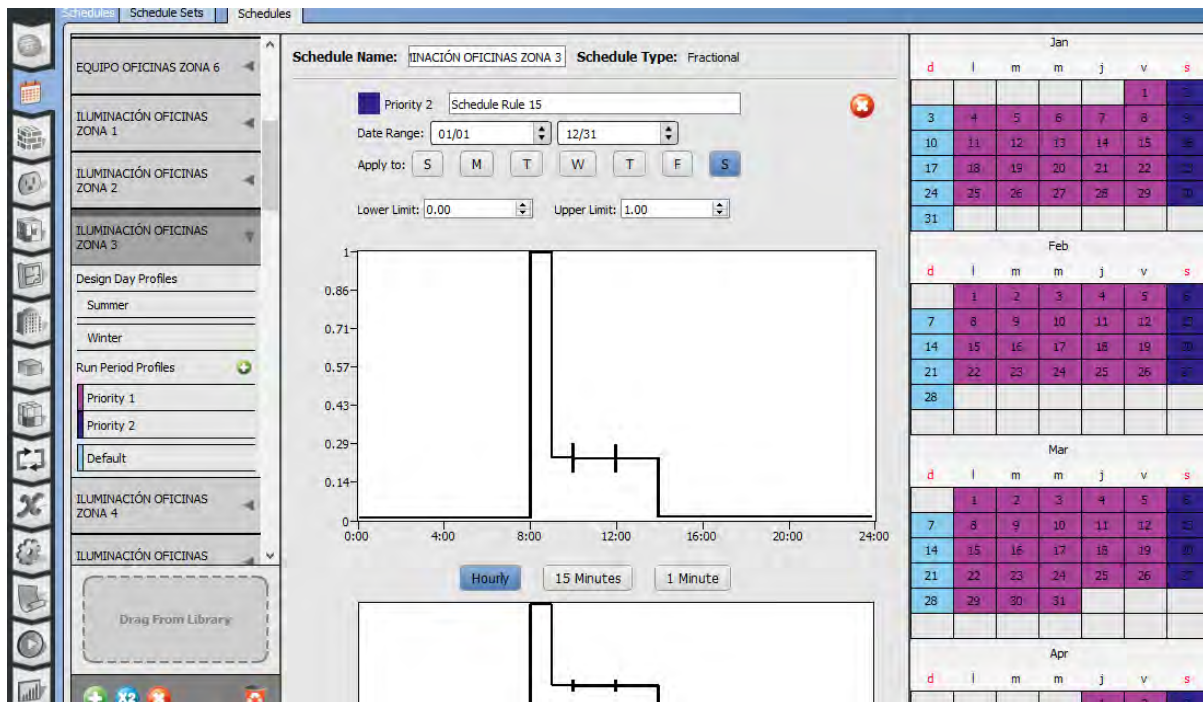 Schedules Schedule Sets Schedules
EQUIPO OFICINAS ZONA 6
ILUMINACIÓN OFICINAS
ZONA 1
ILUMINACIÓN OFICINAS
ZONA 2
ILUMINACIÓN OFICINAS
ZONA 3
Design Day Profiles
Summer
Winter
Run Period Profiles
Priority 1
Priority 2
Default
ILUMINACIÓN OFICINAS
ZONA 4
ILUMINACIÓN OFICINAS
Drag From Library
X2
Schedule Name: MINACIÓN OFICINAS ZONA 3 Schedule Type: Fractional
Priority 2 Schedule Rule 15
Date Range: 01/01 12/31
Apply to: S M T W T F S
Lower Limit: 0.00 Upper Limit: 1.00
1
0.86
0.71
0.57
0.43
0.29
0.14
0
0:00 4:00 8:00 12:00 16:00 20:00 24:00
Hourly 15 Minutes 1 Minute
Jan
d l m m j v s
1
3 4 5 6 7 8
10 11 12 13 14 15
17 18 19 20 21 22
24 25 26 27 28 29
31
Feb
d l m m j v s
1 2 3 4 5
7 8 9 10 11 12
14 15 16 17 18 19
21 22 23 24 25 26
28
Mar
d l m m j v s
1 2 3 4 5
7 8 9 10 11 12
14 15 16 17 18 19
21 22 23 24 25 26
28 29 30 31
Apr
d l m m j v s